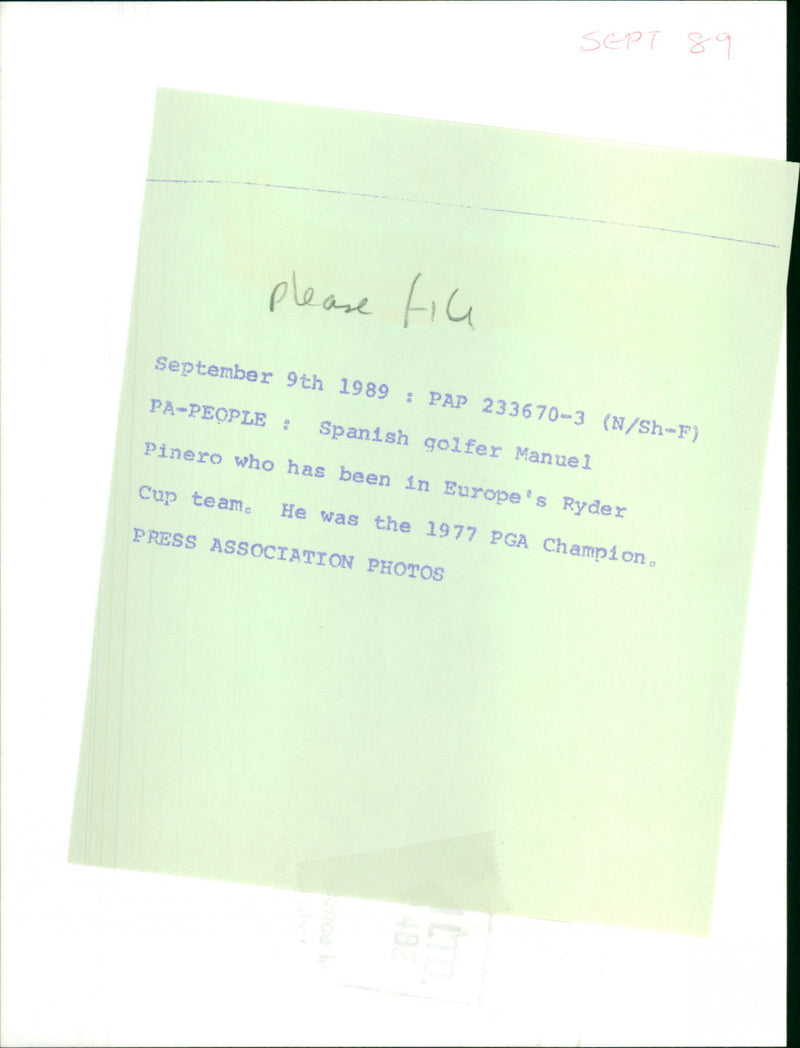 SEPT 89
please file
September 9th 1989 : PAP 233670-3 (N/Sh-F)
PA-PEOPLE : Spanish golfer Manuel
Pinero who has been in Europe's Ryder
Cup team. He was the 1977 PGA Champion.
PRESS ASSOCIATION PHOTOS
LTD.